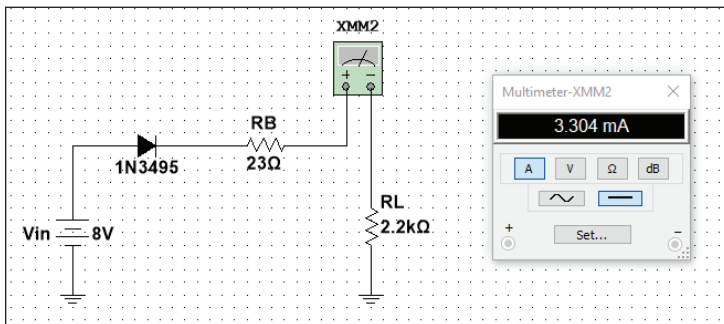 XMM2
+ −
RB
23Ω
1N3495
Vin
8V
RL
2.2kΩ
Multimeter-XMM2
3.304 mA
A V Ω dB
+ Set... −